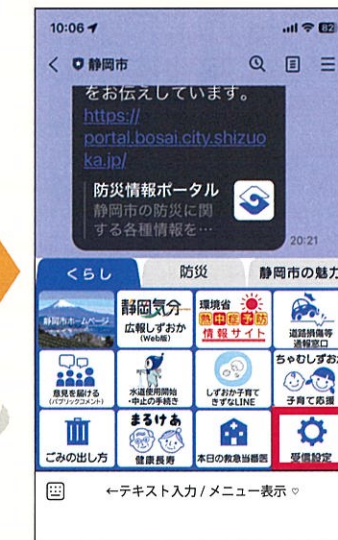 10:06
82
静岡市
をお伝えしています。
https://
portal.bosai.city.shizuo
ka.jp/
防災情報ポータル
静岡市の防災に関
する各種情報を…
20:21
くらし
防災
静岡市の魅力
静岡市ホームページ
静岡気分
広報しずおか
(Web版)
環境省
熱中症予防
情報サイト
道路損傷等
通報窓口
意見を届ける
(パブリックコメント)
水道使用開始
・中止の手続き
しずおか子育て
きずなLINE
ちゃむしずおか
子育て応援
ごみの出し方
まるけあ
健康長寿
本日の救急当番医
受信設定
←テキスト入力 / メニュー表示